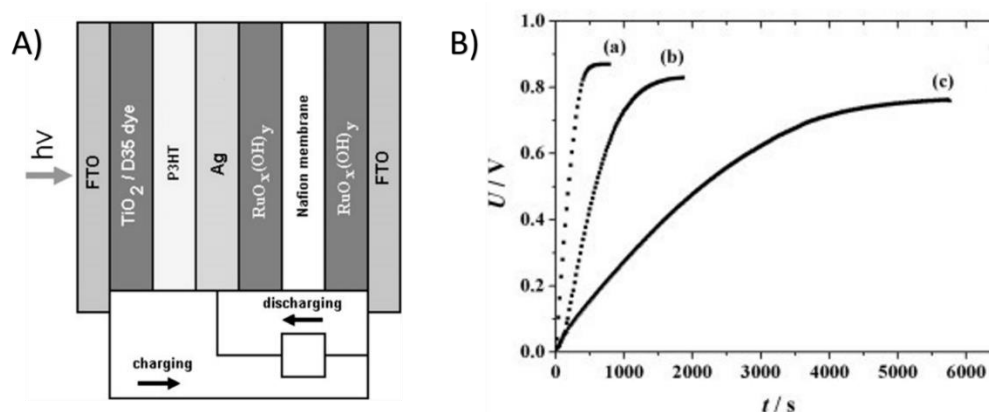 A)
hν
FTO
TiO2 / D35 dye
P3HT
Ag
RuOx(OH)y
Nafion membrane
RuOx(OH)y
FTO
discharging
charging
B)
(a)
(b)
(c)
U / V
1.0
0.8
0.6
0.4
0.2
0.0
0 1000 2000 3000 4000 5000 6000
t / s